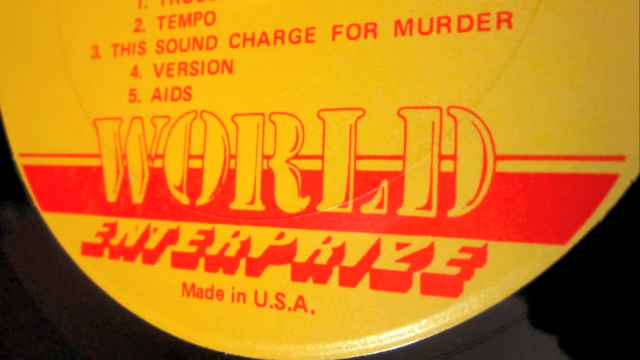 2. TEMPO
3. THIS SOUND CHARGE FOR MURDER
4. VERSION
5. AIDS
WORLD
ENTERPRIZE
Made in U.S.A.